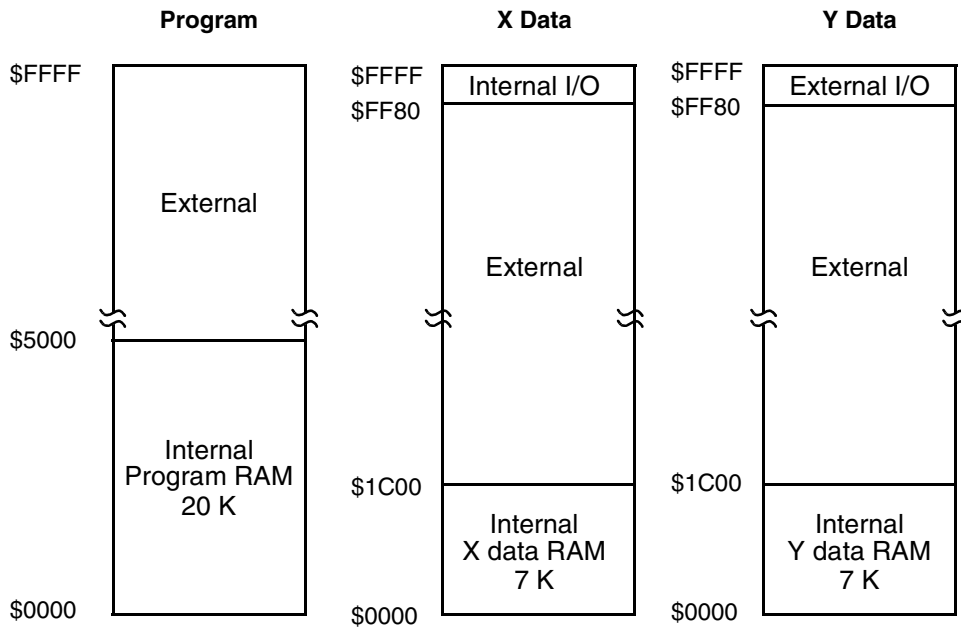 Program
X Data
Y Data
$FFFF
External
$5000
Internal
Program RAM
20 K
$0000
$FFFF
Internal I/O
$FF80
External
$1C00
Internal
X data RAM
7 K
$0000
$FFFF
External I/O
$FF80
External
$1C00
Internal
Y data RAM
7 K
$0000